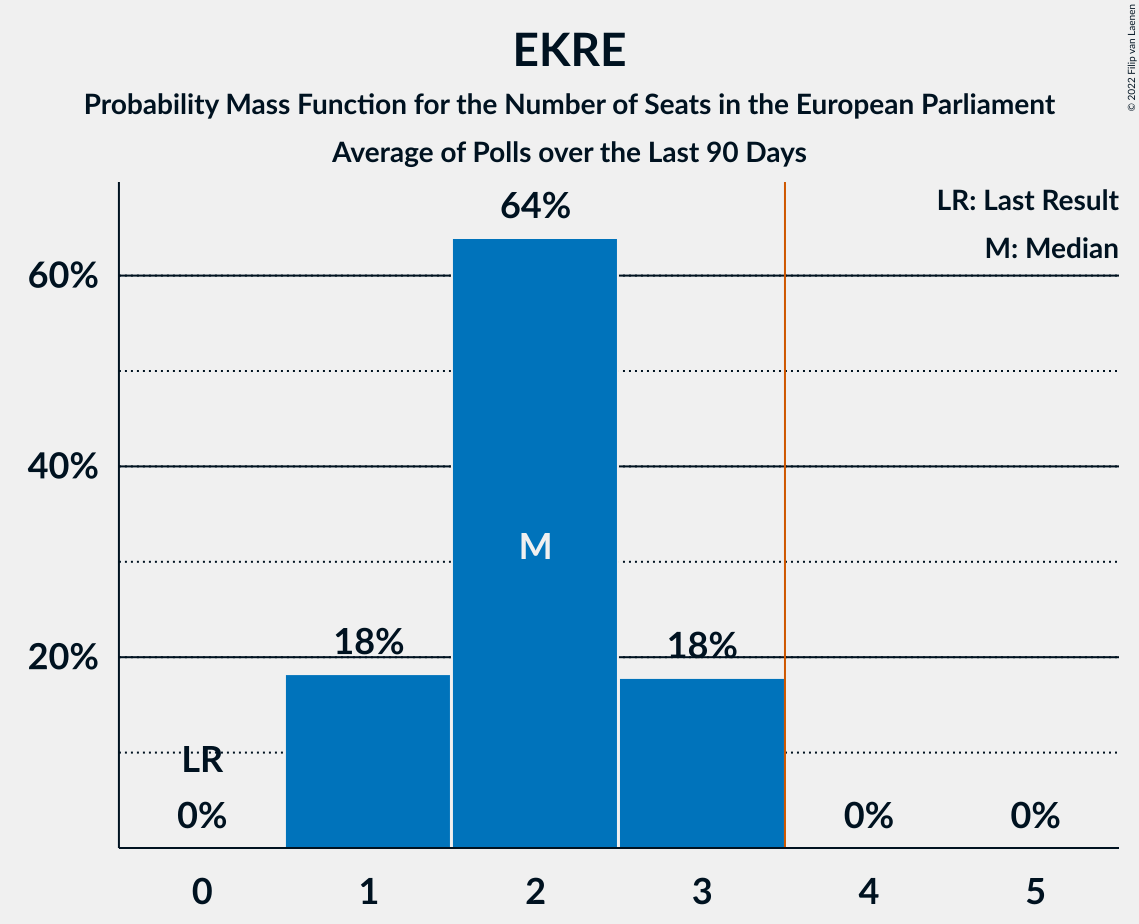 EKRE
Probability Mass Function for the Number of Seats in the European Parliament
Average of Polls over the Last 90 Days
© 2022 Filip van Laenen
LR: Last Result
M: Median
64%
60%
40%
M
18%
18%
20%
LR
0%
0%
0%
0
1
2
3
4
5